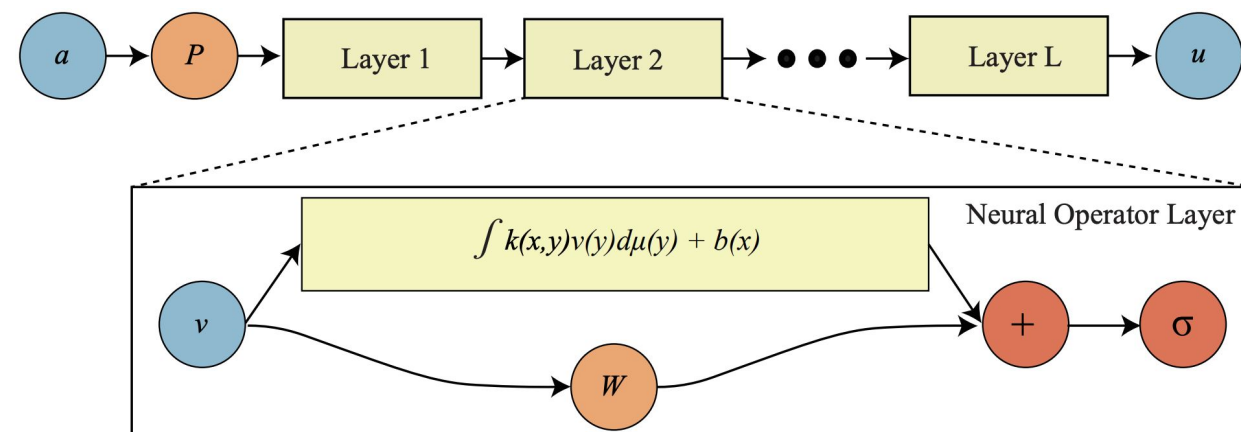 a P Layer 1 Layer 2 Layer L u
Neural Operator Layer
∫ k(x,y)v(y)dμ(y) + b(x)
v + σ
W